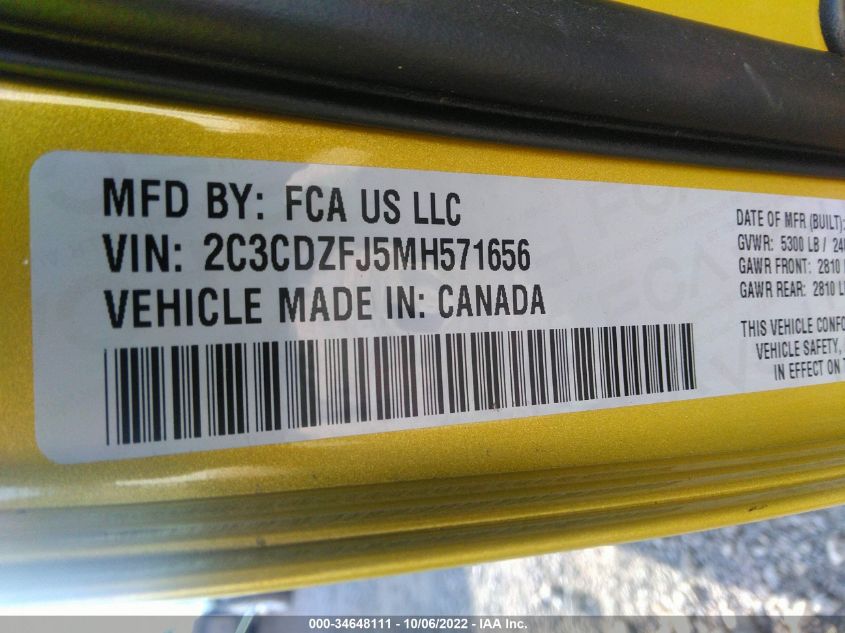 MFD BY: FCA US LLC
VIN: 2C3CDZFJ5MH571656
VEHICLE MADE IN: CANADA
DATE OF MFR (BUILT):
GVWR: 5300 LB /
GAWR FRONT: 2810
GAWR REAR: 2810
THIS VEHICLE
VEHICLE SAFETY,
IN EFFECT ON
000-34648111 - 10/06/2022 - IAA Inc.